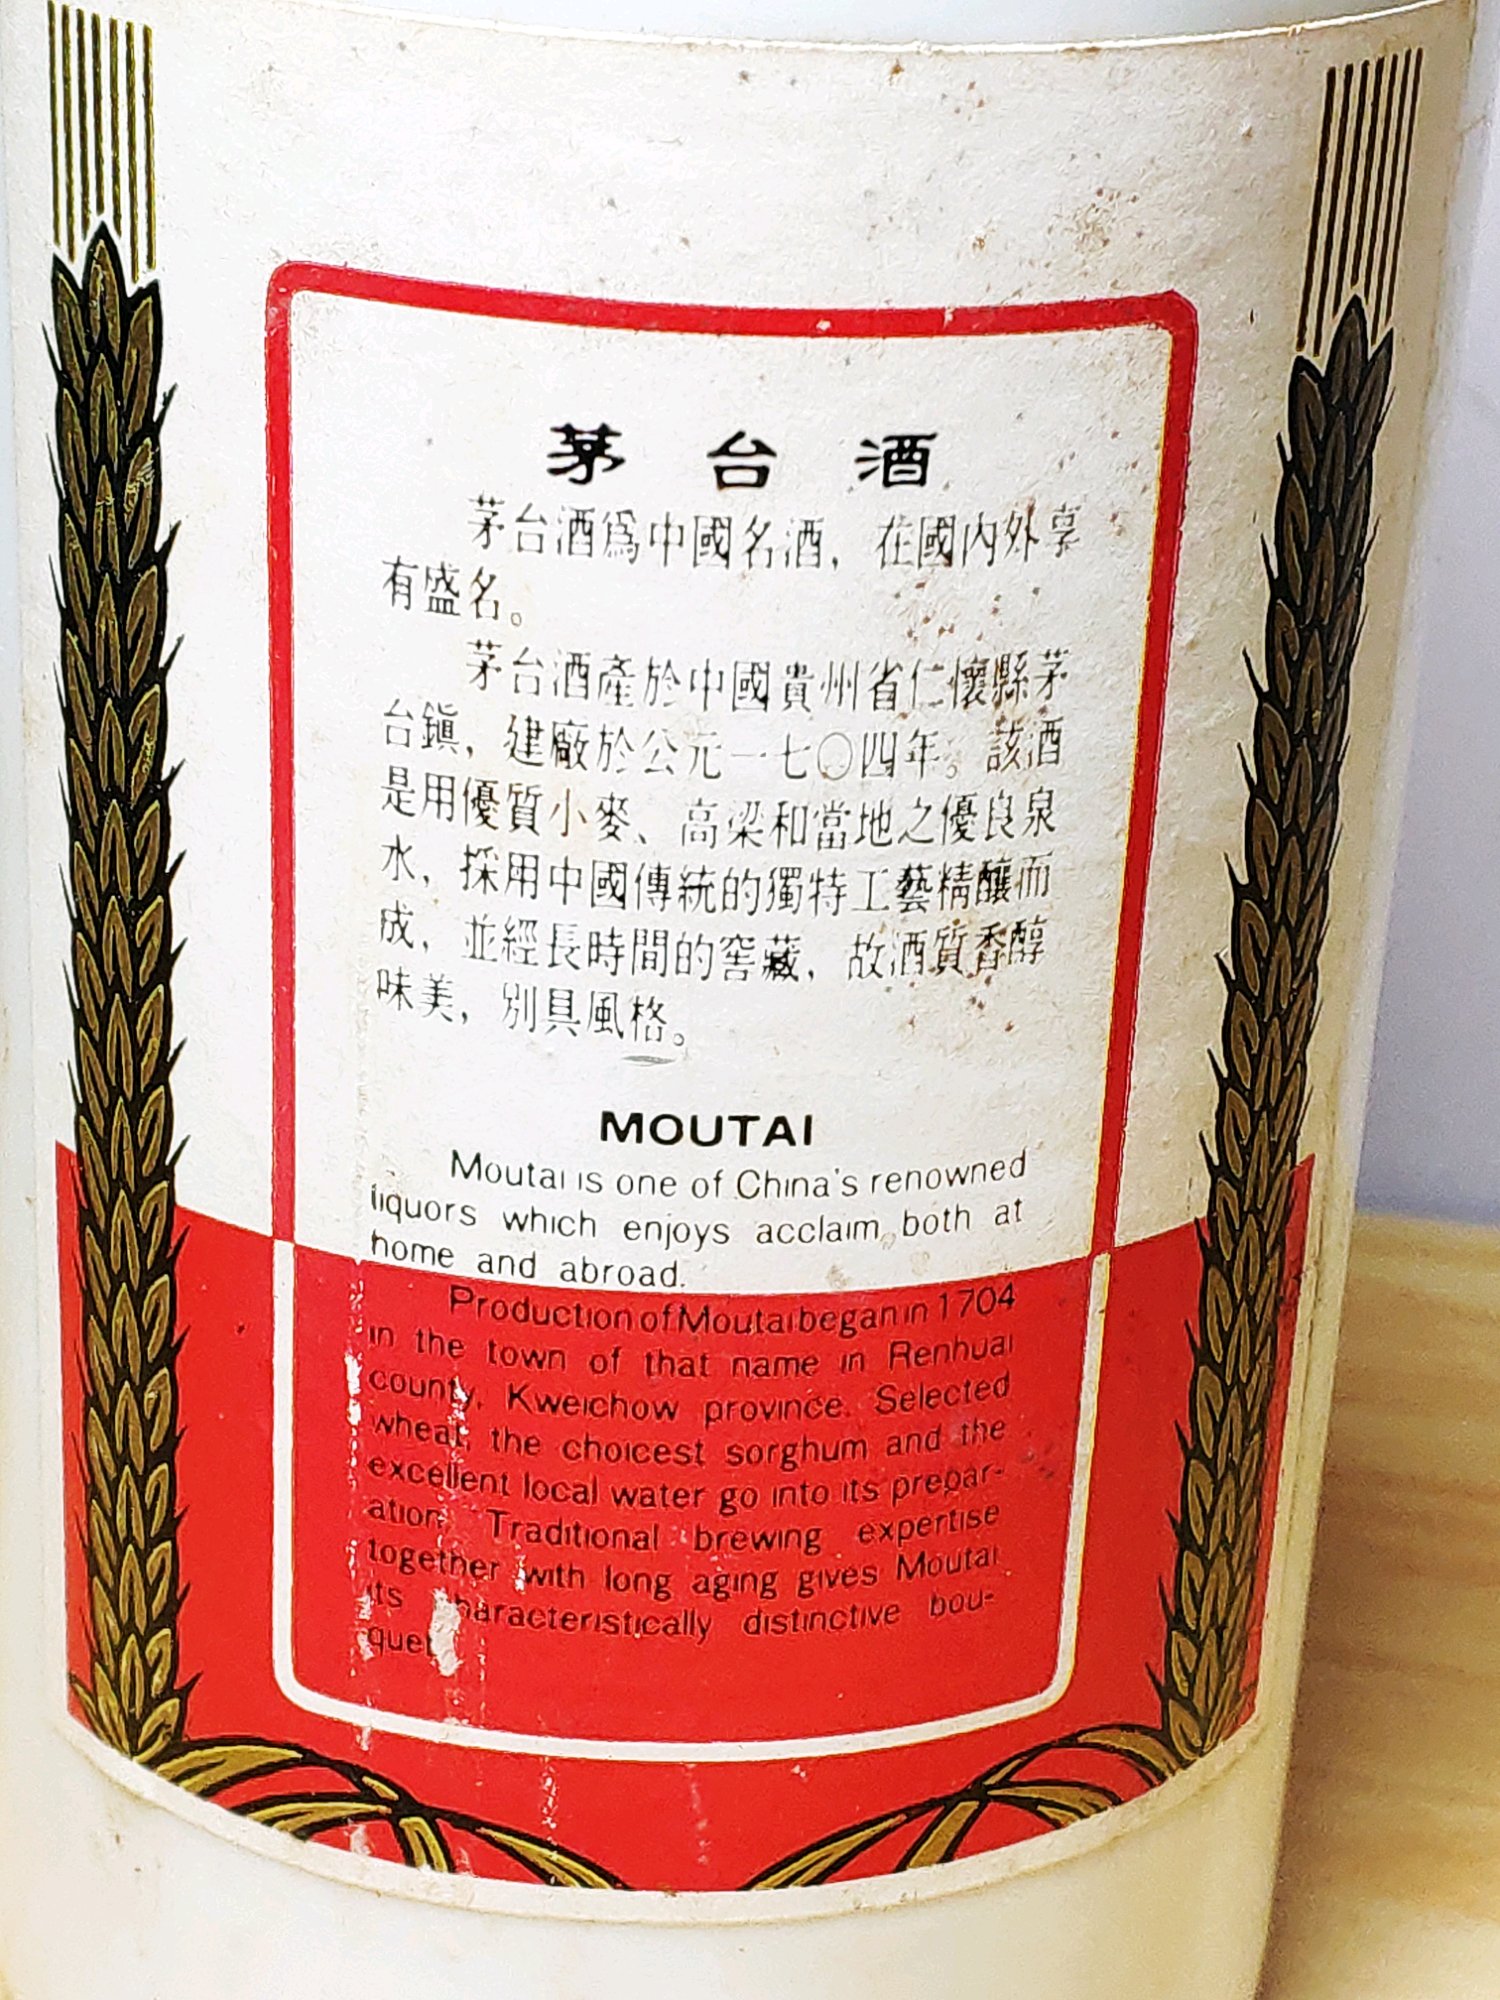 茅台酒
茅台酒爲中國名酒，在國内外享
有盛名。
茅台酒產於中國貴州省仁懷縣茅
台鎮，建廠於公元一七〇四年。該酒
是用優質小麥、高粱和當地之優良泉
水，採用中國傳統的獨特工藝精釀而
成，並經長時間的窖藏，故酒質香醇
味美，別具風格。
MOUTAI
Moutai is one of China's renowned
liquors which enjoys acclaim, both at
home and abroad.
Production of Moutai began in 1704
in the town of that name in Renhuai
county, Kweichow province. Selected
wheat, the choicest sorghum and the
excellent local water go into its prepar-
ation. Traditional brewing expertise
together with long aging gives Moutai
its characteristically distinctive bou-
quet